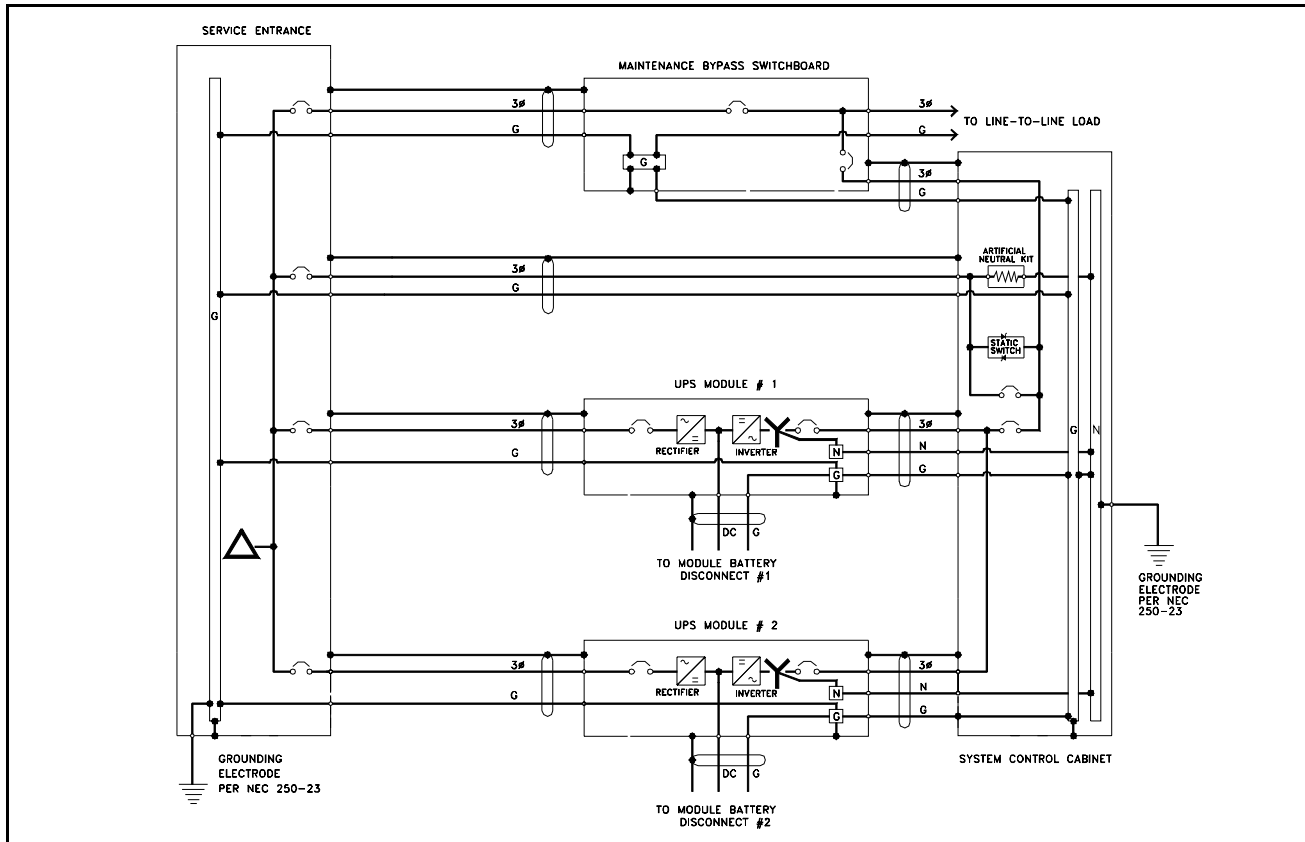 SERVICE ENTRANCE
MAINTENANCE BYPASS SWITCHBOARD
3ø
3ø
TO LINE-TO-LINE LOAD
G
G
G
3ø
G
ARTIFICIAL
NEUTRAL KIT
3ø
G
G
STATIC
SWITCH
UPS MODULE # 1
3ø
3ø
G
N
RECTIFIER
INVERTER
N
N
G
G
G
DC
G
TO MODULE BATTERY
DISCONNECT #1
GROUNDING
ELECTRODE
PER NEC
250-23
UPS MODULE # 2
3ø
3ø
RECTIFIER
INVERTER
N
N
G
G
G
GROUNDING
ELECTRODE
PER NEC 250-23
DC
G
SYSTEM CONTROL CABINET
TO MODULE BATTERY
DISCONNECT #2